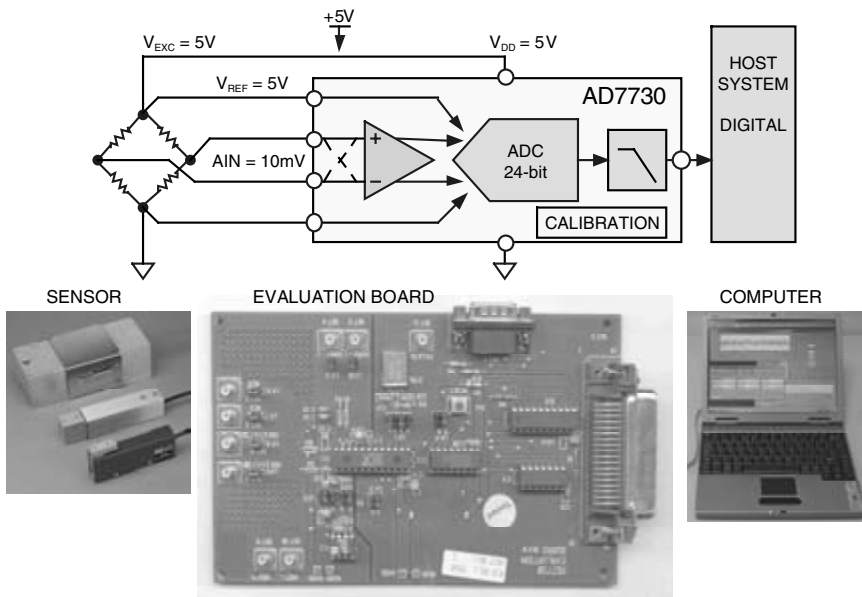 +5V
V_EXC = 5V
V_DD = 5V
V_REF = 5V
AD7730
HOST
SYSTEM
DIGITAL
AIN = 10mV
+
−
ADC
24-bit
CALIBRATION
SENSOR
EVALUATION BOARD
COMPUTER